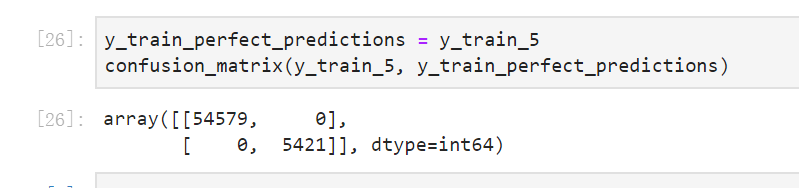 [26]: y_train_perfect_predictions = y_train_5
confusion_matrix(y_train_5, y_train_perfect_predictions)
[26]: array([[54579,     0],
       [    0,  5421]], dtype=int64)